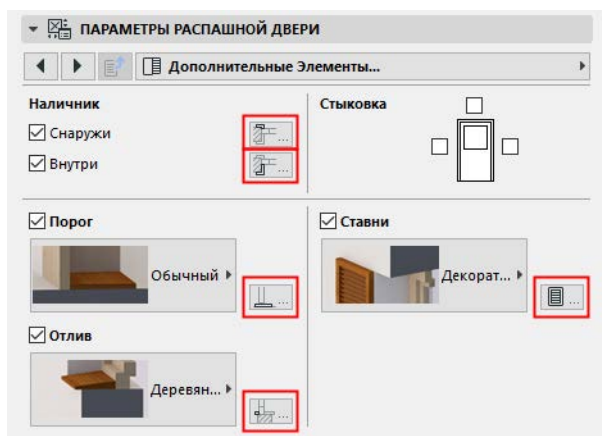 ПАРАМЕТРЫ РАСПАШНОЙ ДВЕРИ
Дополнительные Элементы...
Наличник
Стыковка
Снаружи
...
Внутри
...
Порог
Ставни
Обычный
...
Декорат...
...
Отлив
Деревян...
...